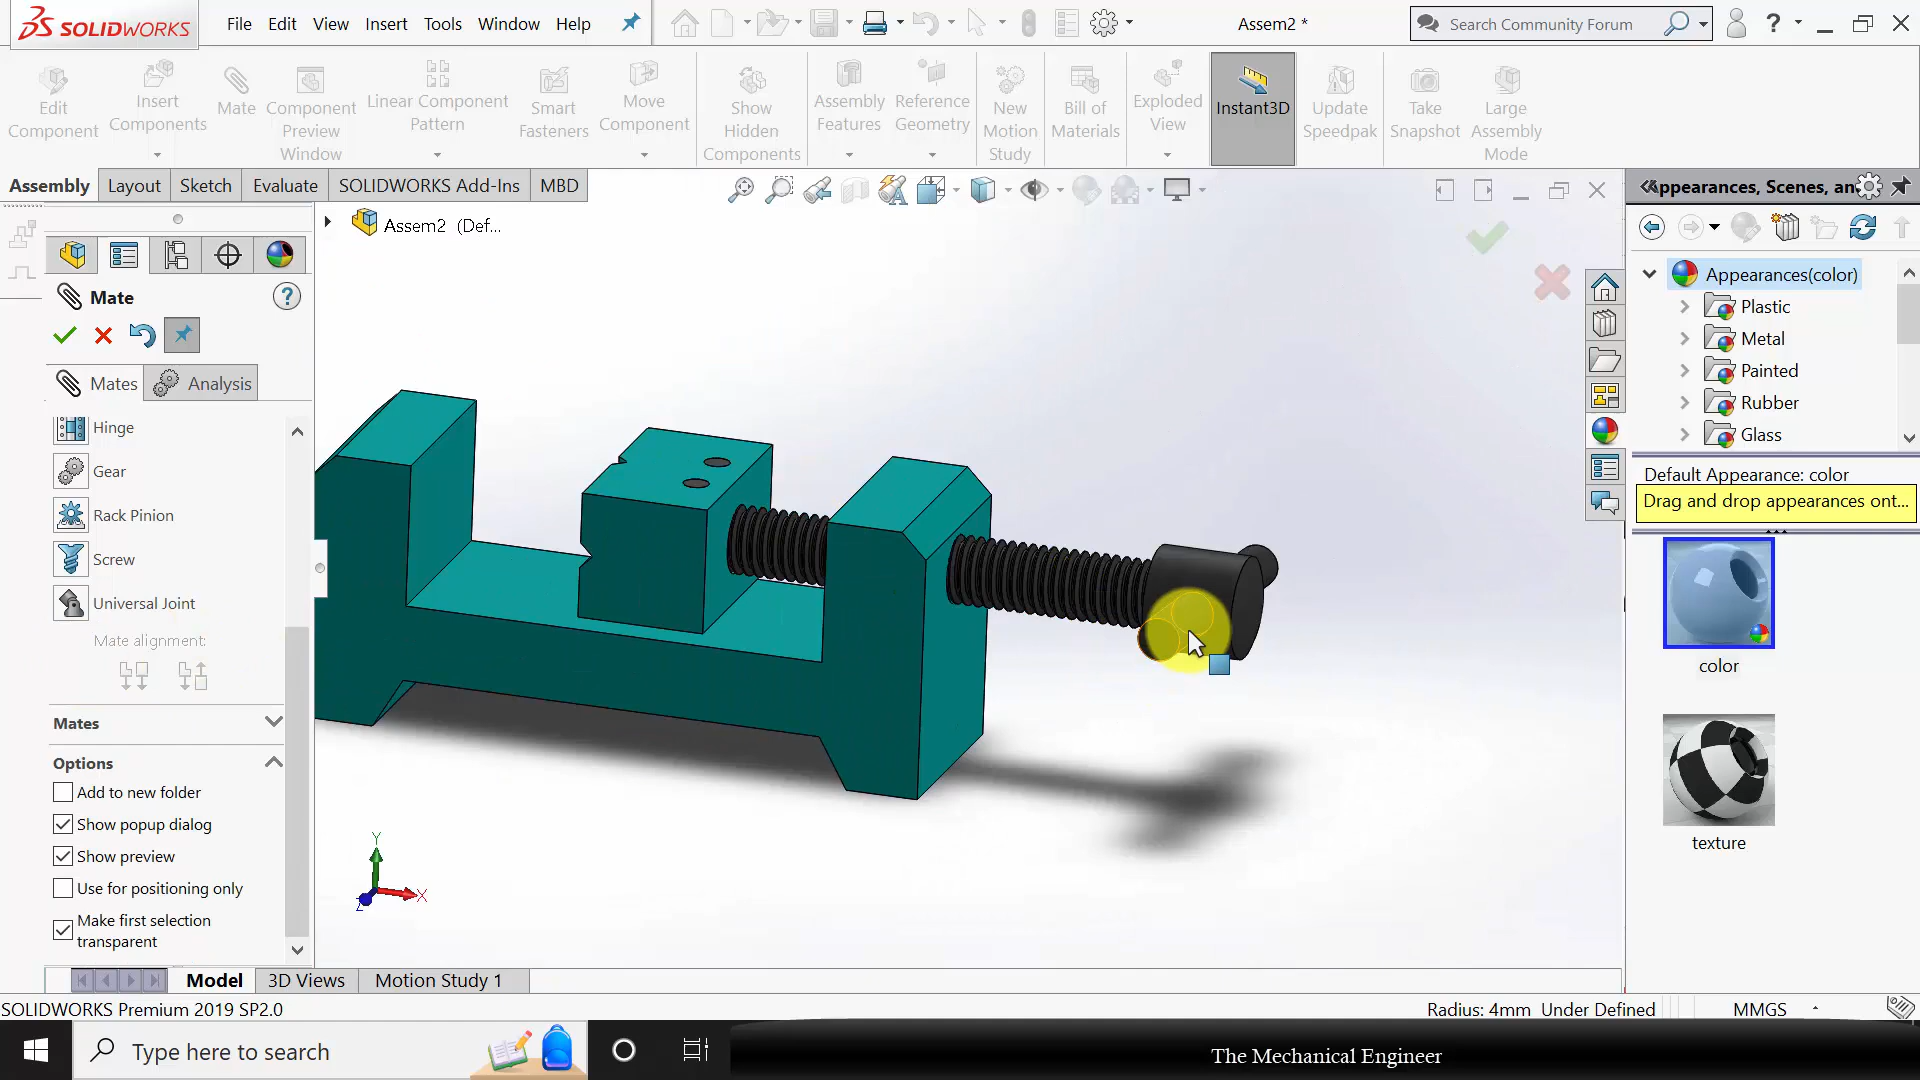 SOLIDWORKS File Edit View Insert Tools Window Help Assem2 * Search Community Forum ?
Edit Component
Insert Components
Mate
Component Preview Window
Linear Component Pattern
Smart Fasteners
Move Component
Show Hidden Components
Assembly Features
Reference Geometry
New Motion Study
Bill of Materials
Exploded View
Instant3D
Update Speedpak
Take Snapshot
Large Assembly Mode
Assembly Layout Sketch Evaluate SOLIDWORKS Add-Ins MBD
Appearances, Scenes, an
Assem2 (Def...
Mate ?
Mates Analysis
Hinge
Gear
Rack Pinion
Screw
Universal Joint
Mate alignment:
Mates
Options
Add to new folder
Show popup dialog
Show preview
Use for positioning only
Make first selection
transparent
Y
X
Z
Appearances(color)
Plastic
Metal
Painted
Rubber
Glass
Default Appearance: color
Drag and drop appearances ont...
color
texture
Model 3D Views Motion Study 1
SOLIDWORKS Premium 2019 SP2.0 Radius: 4mm Under Defined MMGS
Type here to search
The Mechanical Engineer